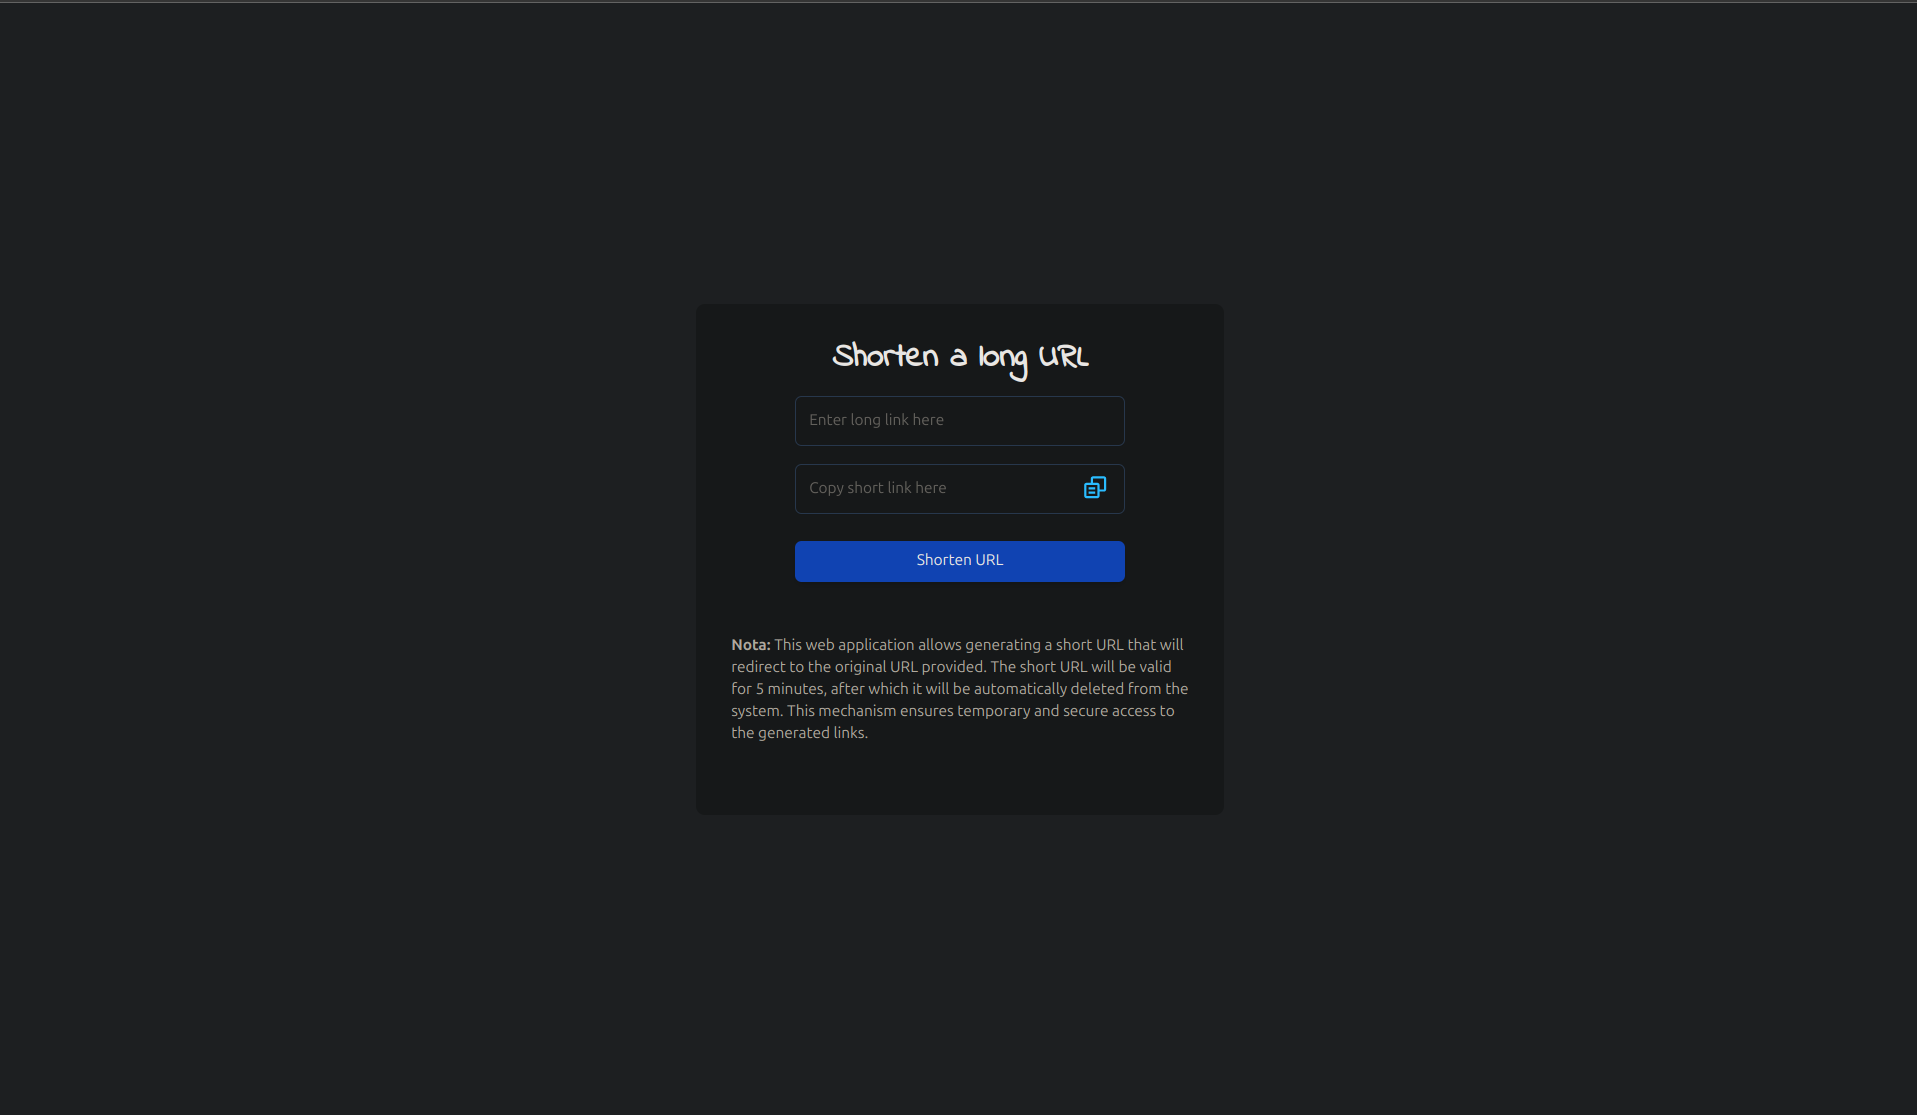 Shorten a long URL
Enter long link here
Copy short link here
Shorten URL
Nota: This web application allows generating a short URL that will
redirect to the original URL provided. The short URL will be valid
for 5 minutes, after which it will be automatically deleted from the
system. This mechanism ensures temporary and secure access to
the generated links.